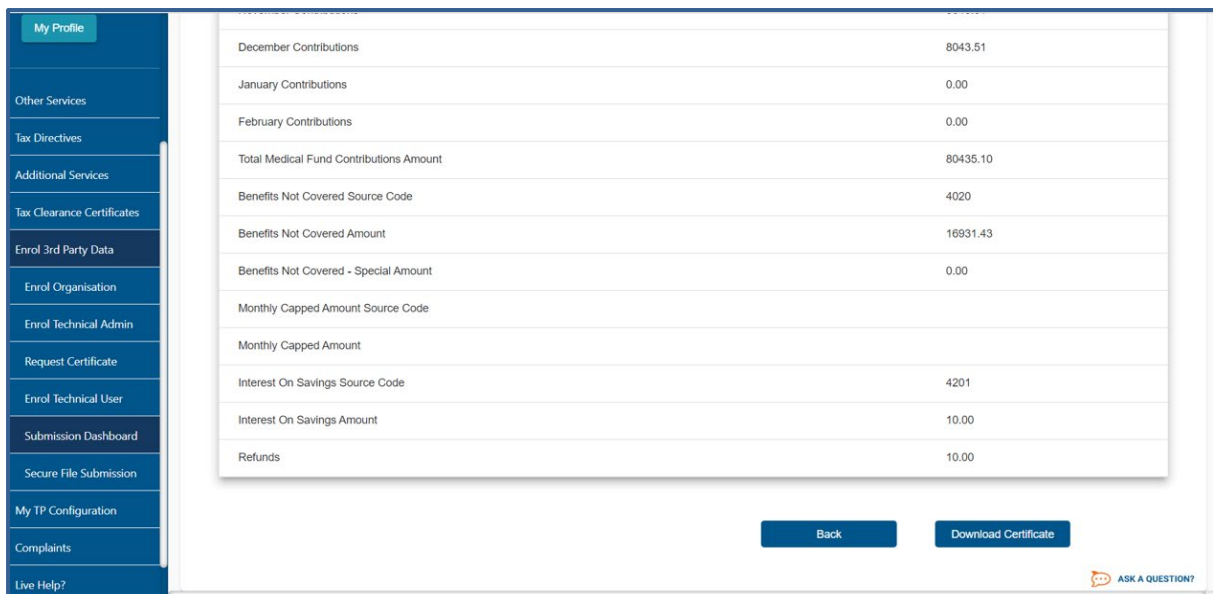 My Profile
Other Services
Tax Directives
Additional Services
Tax Clearance Certificates
Enrol 3rd Party Data
Enrol Organisation
Enrol Technical Admin
Request Certificate
Enrol Technical User
Submission Dashboard
Secure File Submission
My TP Configuration
Complaints
Live Help?
December Contributions 8043.51
January Contributions 0.00
February Contributions 0.00
Total Medical Fund Contributions Amount 80435.10
Benefits Not Covered Source Code 4020
Benefits Not Covered Amount 16931.43
Benefits Not Covered - Special Amount 0.00
Monthly Capped Amount Source Code
Monthly Capped Amount
Interest On Savings Source Code 4201
Interest On Savings Amount 10.00
Refunds 10.00
Back Download Certificate
ASK A QUESTION?